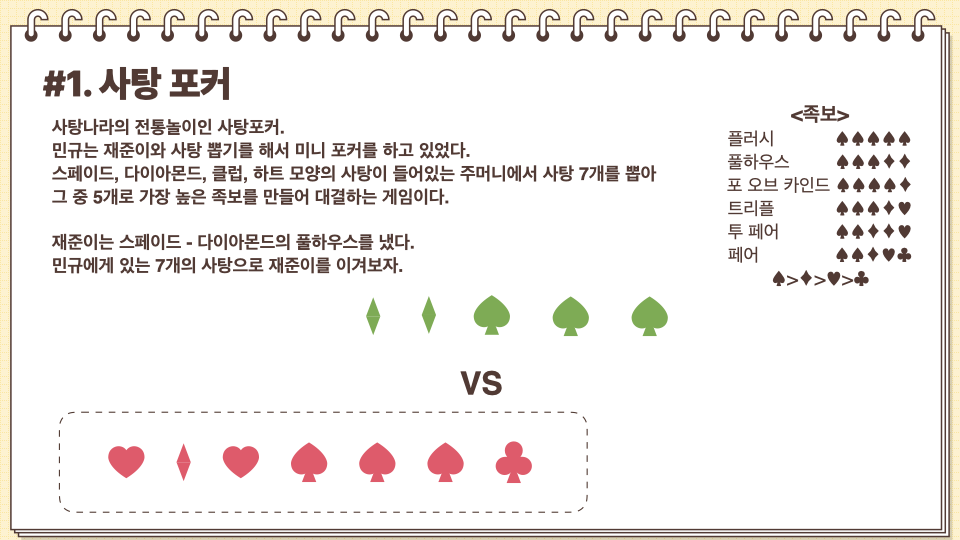 #1. 사탕 포커
사탕나라의 전통놀이인 사탕포커.
민규는 재준이와 사탕 뽑기를 해서 미니 포커를 하고 있었다.
스페이드, 다이아몬드, 클럽, 하트 모양의 사탕이 들어있는 주머니에서 사탕 7개를 뽑아
그 중 5개로 가장 높은 족보를 만들어 대결하는 게임이다.
재준이는 스페이드 - 다이아몬드의 풀하우스를 냈다.
민규에게 있는 7개의 사탕으로 재준이를 이겨보자.
<족보>
플러시 ♠♠♠♠♠
풀하우스 ♠♠♠♦♦
포 오브 카인드 ♠♠♠♠♦
트리플 ♠♠♠♦♥
투 페어 ♠♠♦♦♥
페어 ♠♠♦♥♣
♠>♦>♥>♣
VS